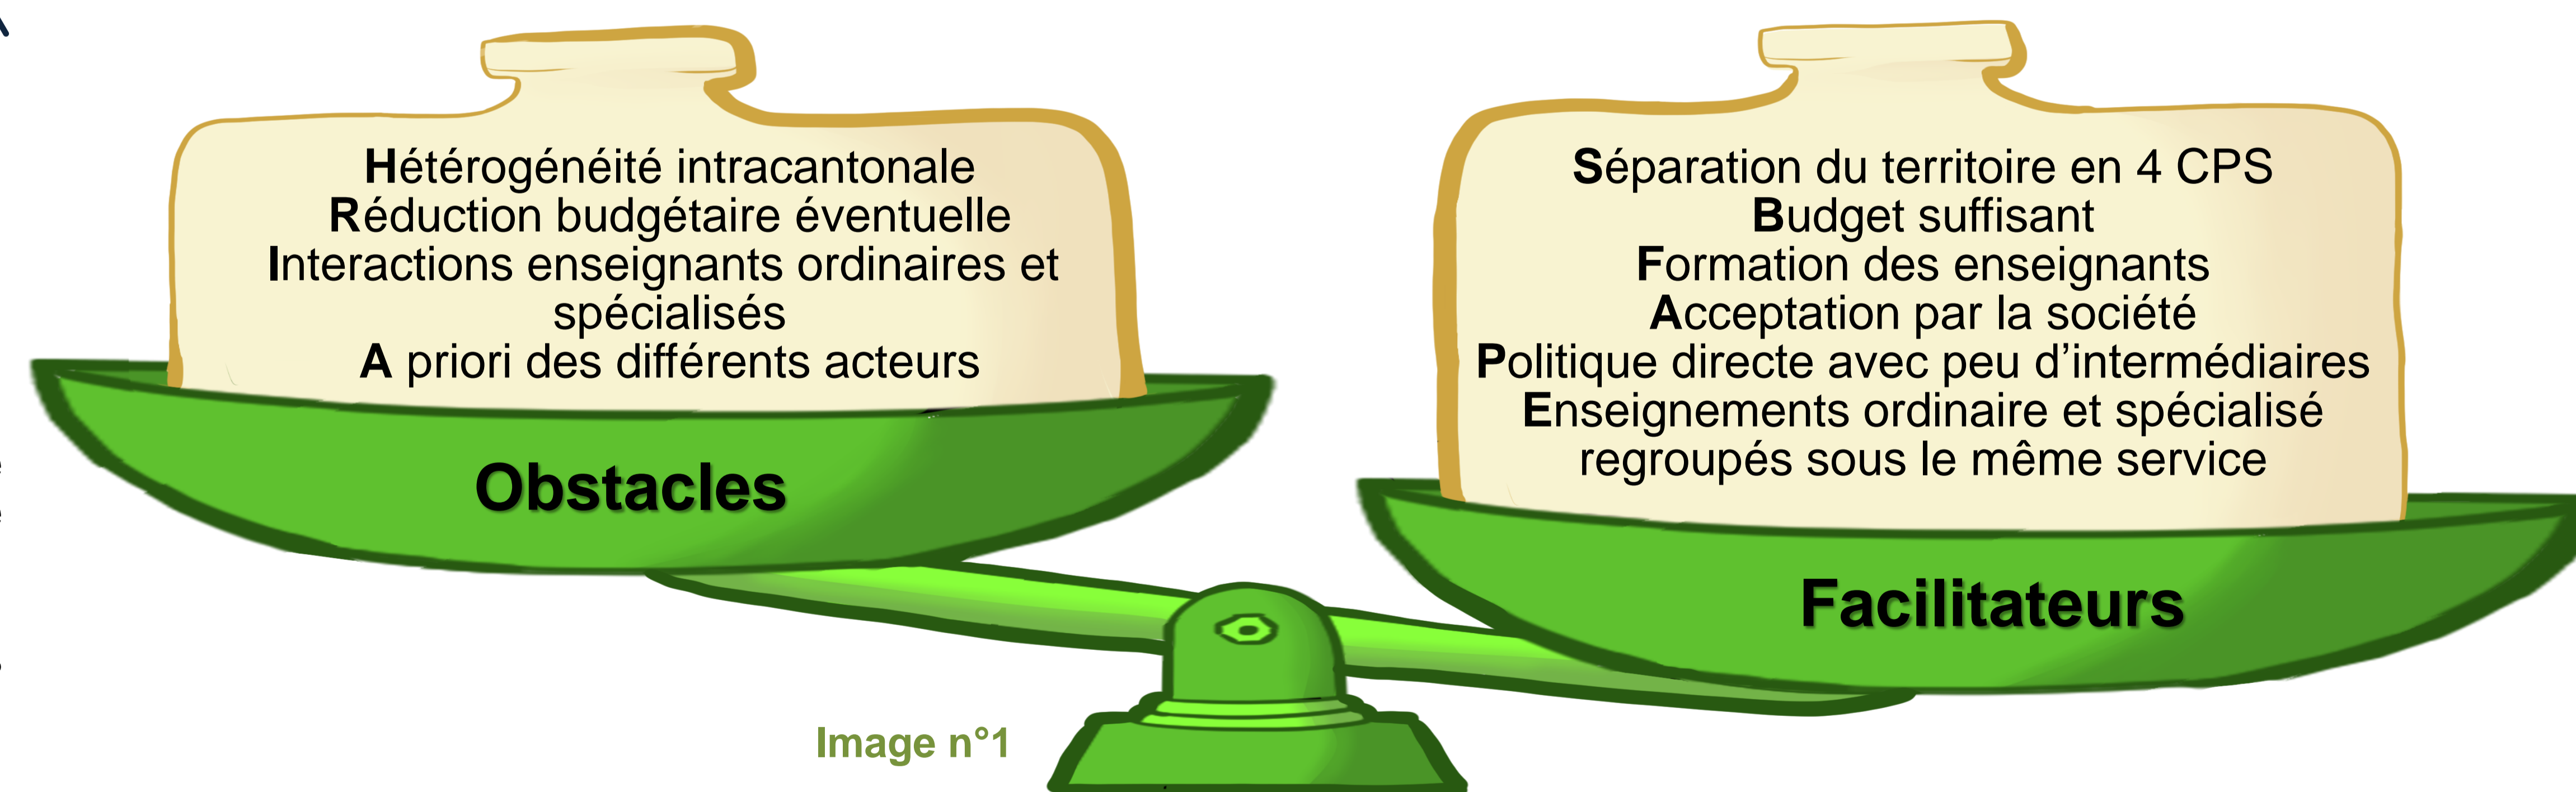 Hétérogénéité intracantonale
Réduction budgétaire éventuelle
Interactions enseignants ordinaires et
spécialisés
A priori des différents acteurs
Obstacles
Séparation du territoire en 4 CPS
Budget suffisant
Formation des enseignants
Acceptation par la société
Politique directe avec peu d’intermédiaires
Enseignements ordinaire et spécialisé
regroupés sous le même service
Facilitateurs
Image n°1